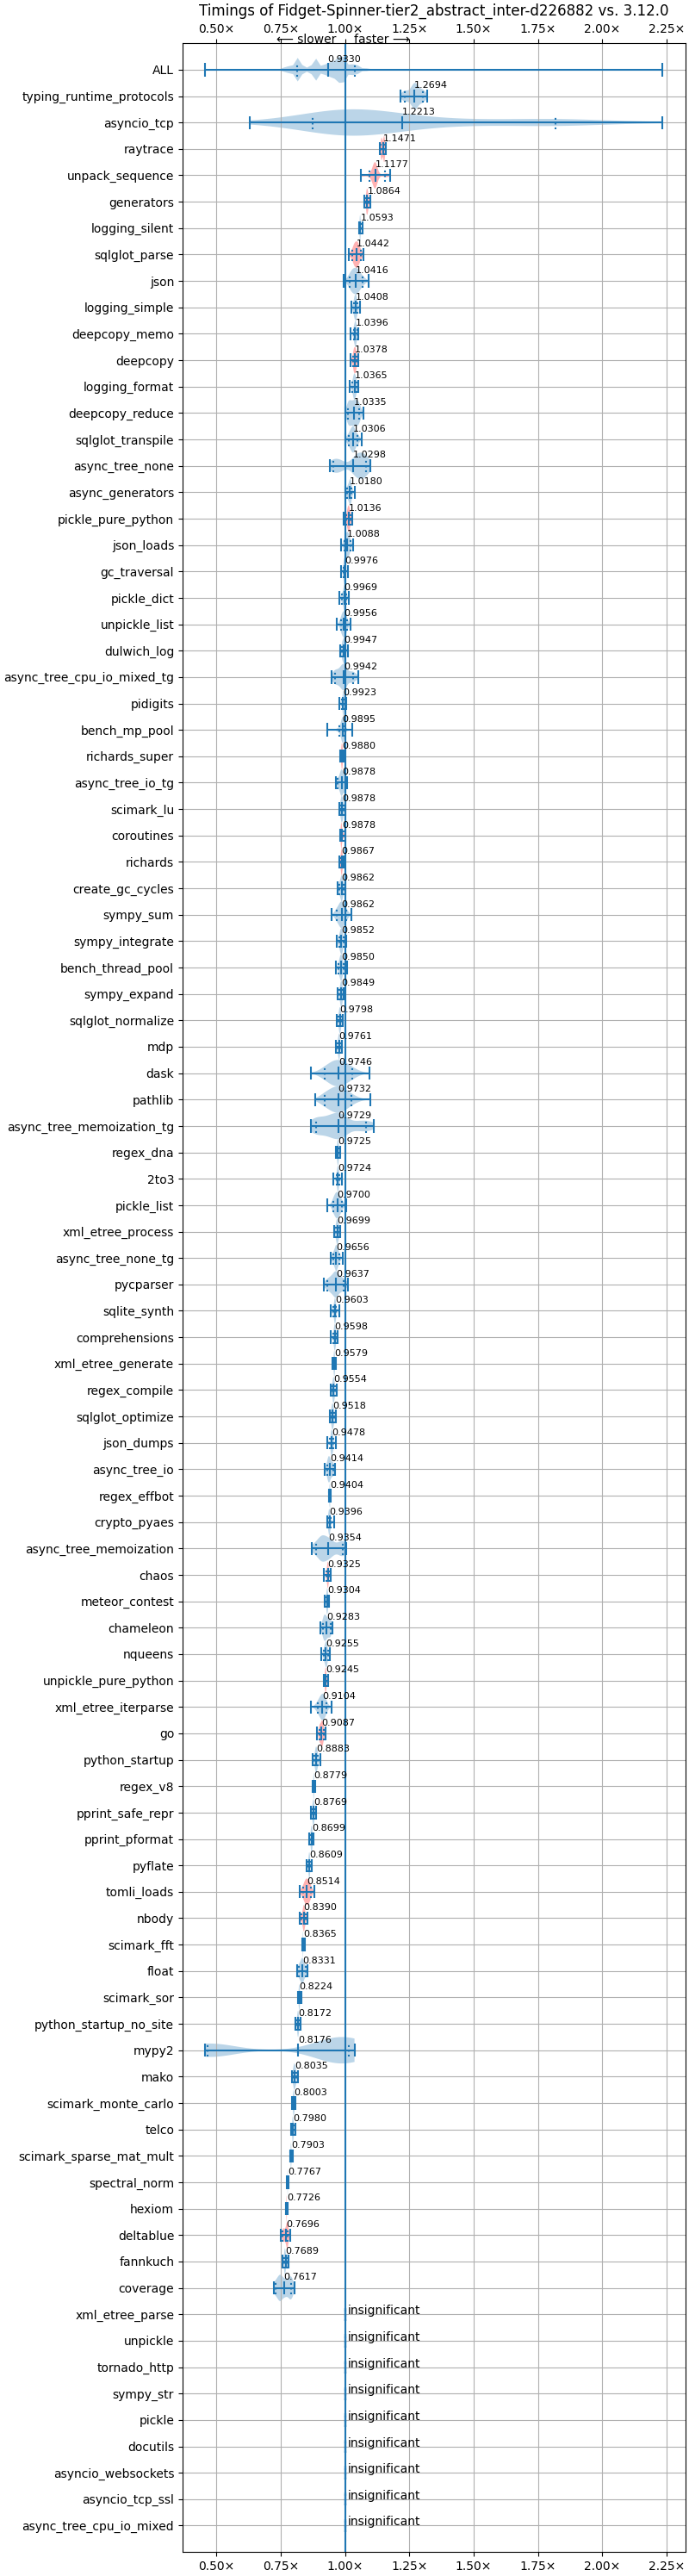 Timings of Fidget-Spinner-tier2_abstract_inter-d226882 vs. 3.12.0
0.50× 0.75× 1.00× 1.25× 1.50× 1.75× 2.00× 2.25×
← slower faster →
ALL 0.9330
typing_runtime_protocols 1.2694
asyncio_tcp 1.2213
raytrace 1.1471
unpack_sequence 1.1177
generators 1.0864
logging_silent 1.0593
sqlglot_parse 1.0442
json 1.0416
logging_simple 1.0408
deepcopy_memo 1.0396
deepcopy 1.0378
logging_format 1.0365
deepcopy_reduce 1.0335
sqlglot_transpile 1.0306
async_tree_none 1.0298
async_generators 1.0180
pickle_pure_python 1.0136
json_loads 1.0088
gc_traversal 0.9976
pickle_dict 0.9969
unpickle_list 0.9956
dulwich_log 0.9947
async_tree_cpu_io_mixed_tg 0.9942
pidigits 0.9923
bench_mp_pool 0.9895
richards_super 0.9880
async_tree_io_tg 0.9878
scimark_lu 0.9878
coroutines 0.9878
richards 0.9867
create_gc_cycles 0.9862
sympy_sum 0.9862
sympy_integrate 0.9852
bench_thread_pool 0.9850
sympy_expand 0.9849
sqlglot_normalize 0.9798
mdp 0.9761
dask 0.9746
pathlib 0.9732
async_tree_memoization_tg 0.9729
regex_dna 0.9725
2to3 0.9724
pickle_list 0.9700
xml_etree_process 0.9699
async_tree_none_tg 0.9656
pycparser 0.9637
sqlite_synth 0.9603
comprehensions 0.9598
xml_etree_generate 0.9579
regex_compile 0.9554
sqlglot_optimize 0.9518
json_dumps 0.9478
async_tree_io 0.9414
regex_effbot 0.9404
crypto_pyaes 0.9396
async_tree_memoization 0.9354
chaos 0.9325
meteor_contest 0.9304
chameleon 0.9283
nqueens 0.9255
unpickle_pure_python 0.9245
xml_etree_iterparse 0.9104
go 0.9087
python_startup 0.8883
regex_v8 0.8779
pprint_safe_repr 0.8769
pprint_pformat 0.8699
pyflate 0.8609
tomli_loads 0.8514
nbody 0.8390
scimark_fft 0.8365
float 0.8331
scimark_sor 0.8224
python_startup_no_site 0.8172
mypy2 0.8176
mako 0.8035
scimark_monte_carlo 0.8003
telco 0.7980
scimark_sparse_mat_mult 0.7903
spectral_norm 0.7767
hexiom 0.7726
deltablue 0.7696
fannkuch 0.7689
coverage 0.7617
xml_etree_parse insignificant
unpickle insignificant
tornado_http insignificant
sympy_str insignificant
pickle insignificant
docutils insignificant
asyncio_websockets insignificant
asyncio_tcp_ssl insignificant
async_tree_cpu_io_mixed insignificant
0.50× 0.75× 1.00× 1.25× 1.50× 1.75× 2.00× 2.25×